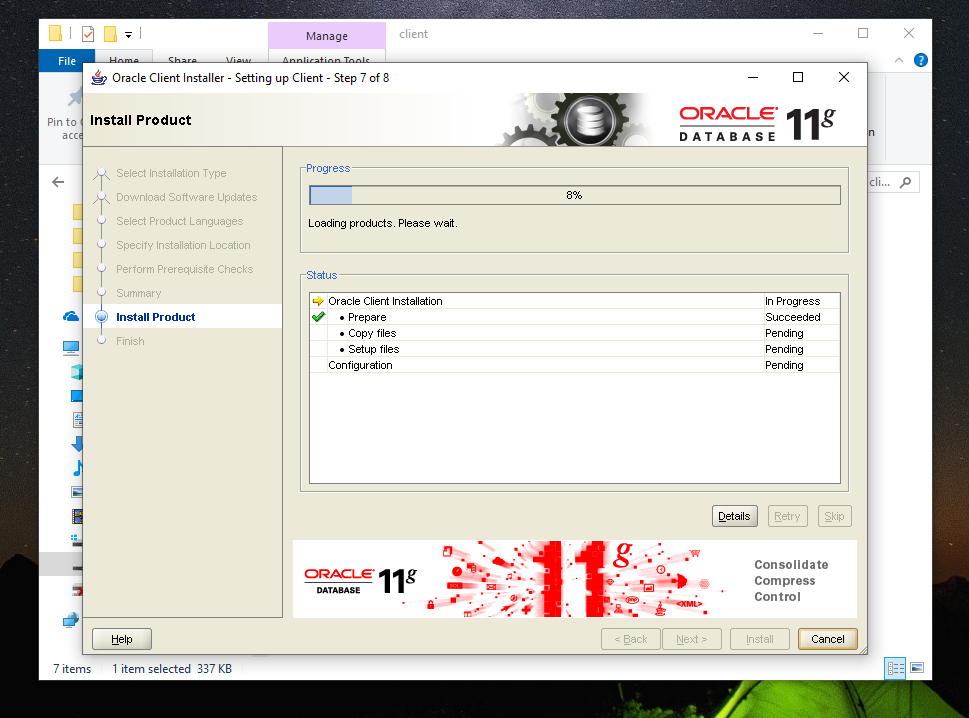 Manage
client
File
Home
Share
View
Application Tools
Oracle Client Installer - Setting up Client - Step 7 of 8
Pin to
acce
Install Product
ORACLE
DATABASE
11g
cli...
Select Installation Type
Download Software Updates
Select Product Languages
Specify Installation Location
Perform Prerequisite Checks
Summary
Install Product
Finish
Progress
8%
Loading products. Please wait.
Status
Oracle Client Installation In Progress
• Prepare Succeeded
• Copy files Pending
• Setup files Pending
Configuration Pending
Details Retry Skip
ORACLE
DATABASE
11g
11g
<XML>
Consolidate
Compress
Control
Help
< Back Next > Install Cancel
7 items 1 item selected 337 KB